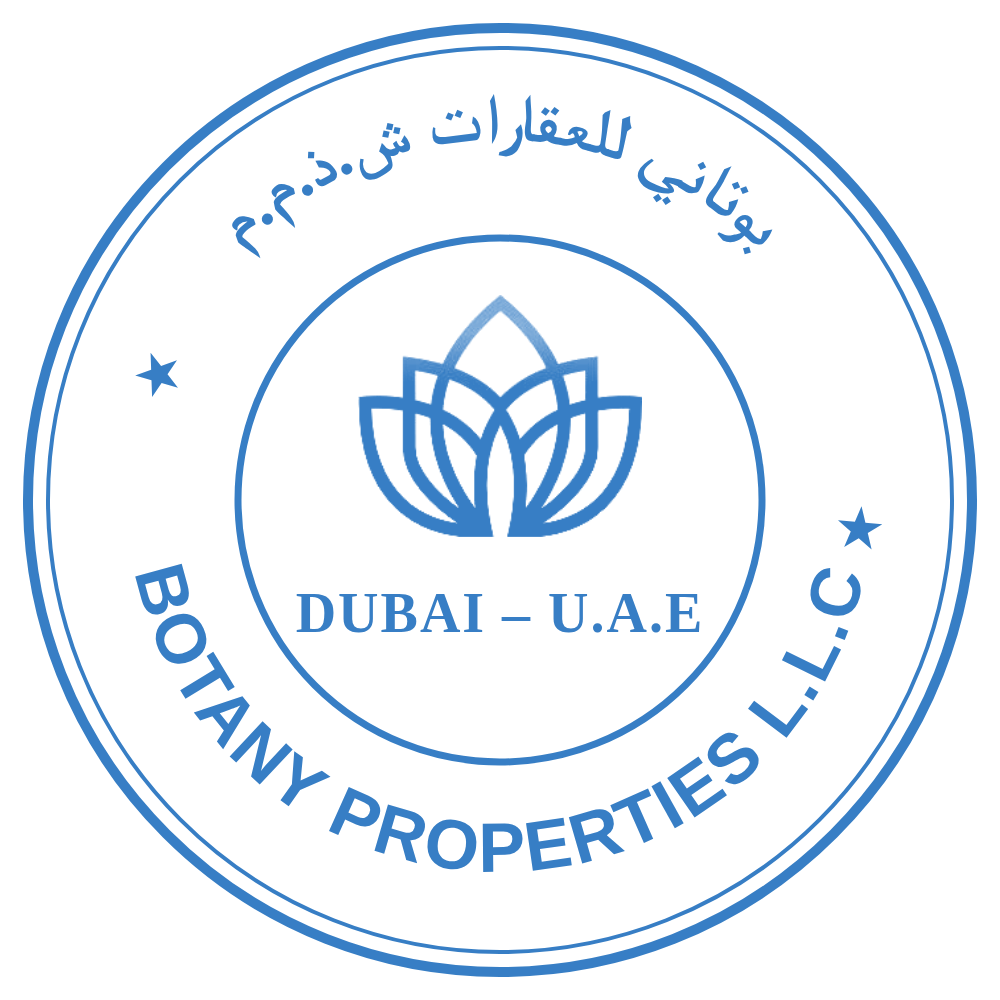 بوتاني للعقارات ش.ذ.م.م
DUBAI – U.A.E
BOTANY PROPERTIES L.L.C